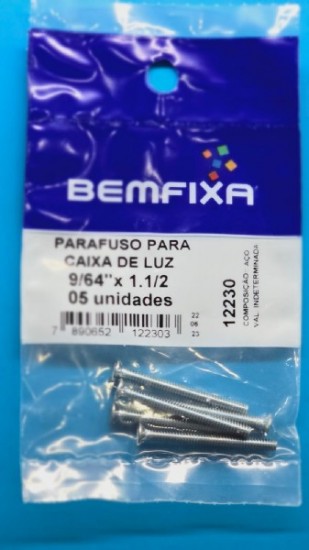 BEMFIXA
PARAFUSO PARA
CAIXA DE LUZ
9/64"x 1.1/2
05 unidades
7 890652 122303
22
08
25
12230
COMPOSIÇÃO: AÇO
VAL. INDETERMINADA